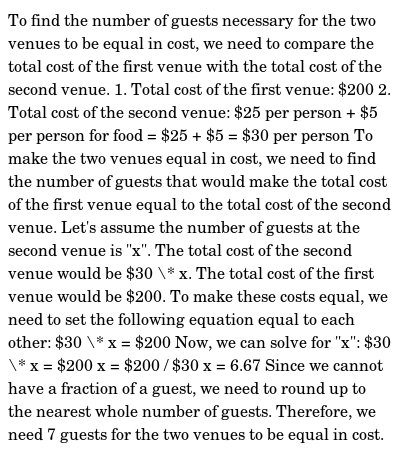 To find the number of guests necessary for the two
venues to be equal in cost, we need to compare the
total cost of the first venue with the total cost of the
second venue. 1. Total cost of the first venue: $200 2.
Total cost of the second venue: $25 per person + $5
per person for food = $25 + $5 = $30 per person To
make the two venues equal in cost, we need to find
the number of guests that would make the total cost
of the first venue equal to the total cost of the second
venue. Let's assume the number of guests at the
second venue is "x". The total cost of the second
venue would be $30 \* x. The total cost of the first
venue would be $200. To make these costs equal, we
need to set the following equation equal to each
other: $30 \* x = $200 Now, we can solve for "x": $30
\* x = $200 x = $200 / $30 x = 6.67 Since we cannot
have a fraction of a guest, we need to round up to
the nearest whole number of guests. Therefore, we
need 7 guests for the two venues to be equal in cost.